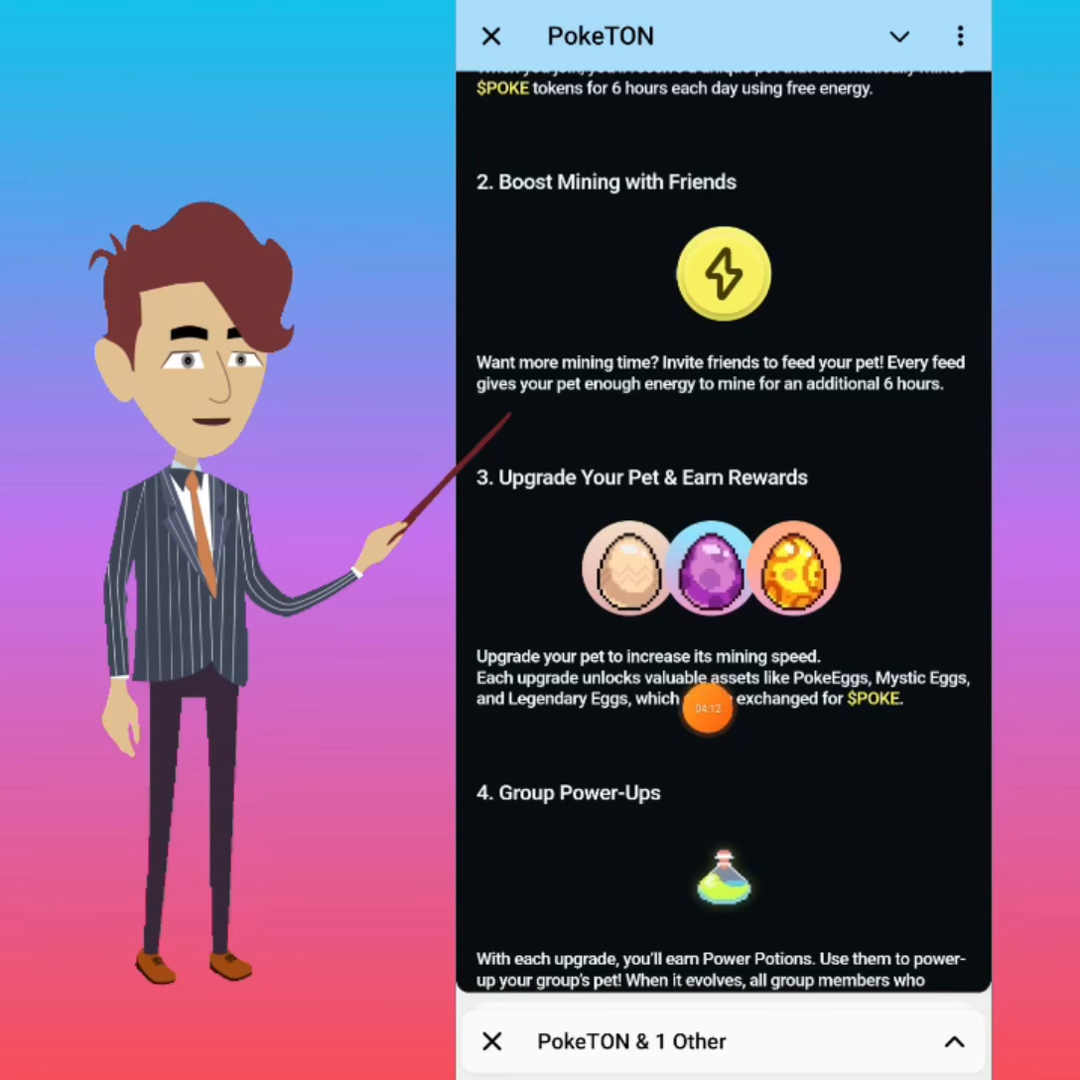 PokeTON
$POKE tokens for 6 hours each day using free energy.
2. Boost Mining with Friends
Want more mining time? Invite friends to feed your pet! Every feed
gives your pet enough energy to mine for an additional 6 hours.
3. Upgrade Your Pet & Earn Rewards
Upgrade your pet to increase its mining speed.
Each upgrade unlocks valuable assets like PokeEggs, Mystic Eggs,
and Legendary Eggs, which exchanged for $POKE.
04:12
4. Group Power-Ups
With each upgrade, you'll earn Power Potions. Use them to power-
up your group's pet! When it evolves, all group members who
PokeTON & 1 Other